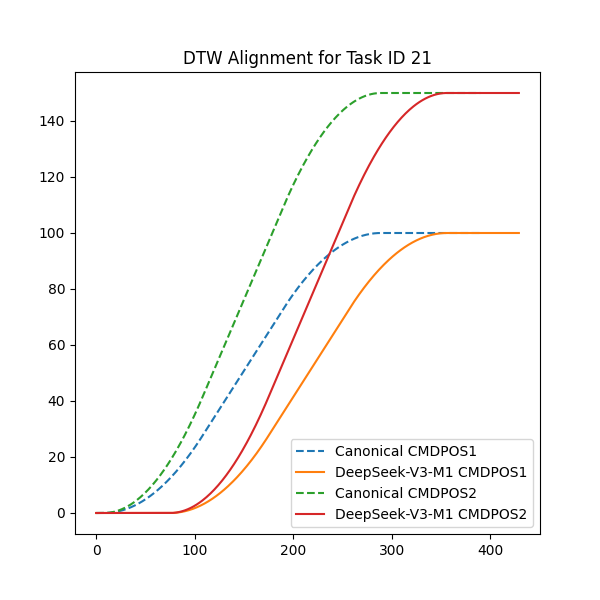 DTW Alignment for Task ID 21
140
120
100
80
60
40
20
0
Canonical CMDPOS1
DeepSeek-V3-M1 CMDPOS1
Canonical CMDPOS2
DeepSeek-V3-M1 CMDPOS2
0 100 200 300 400